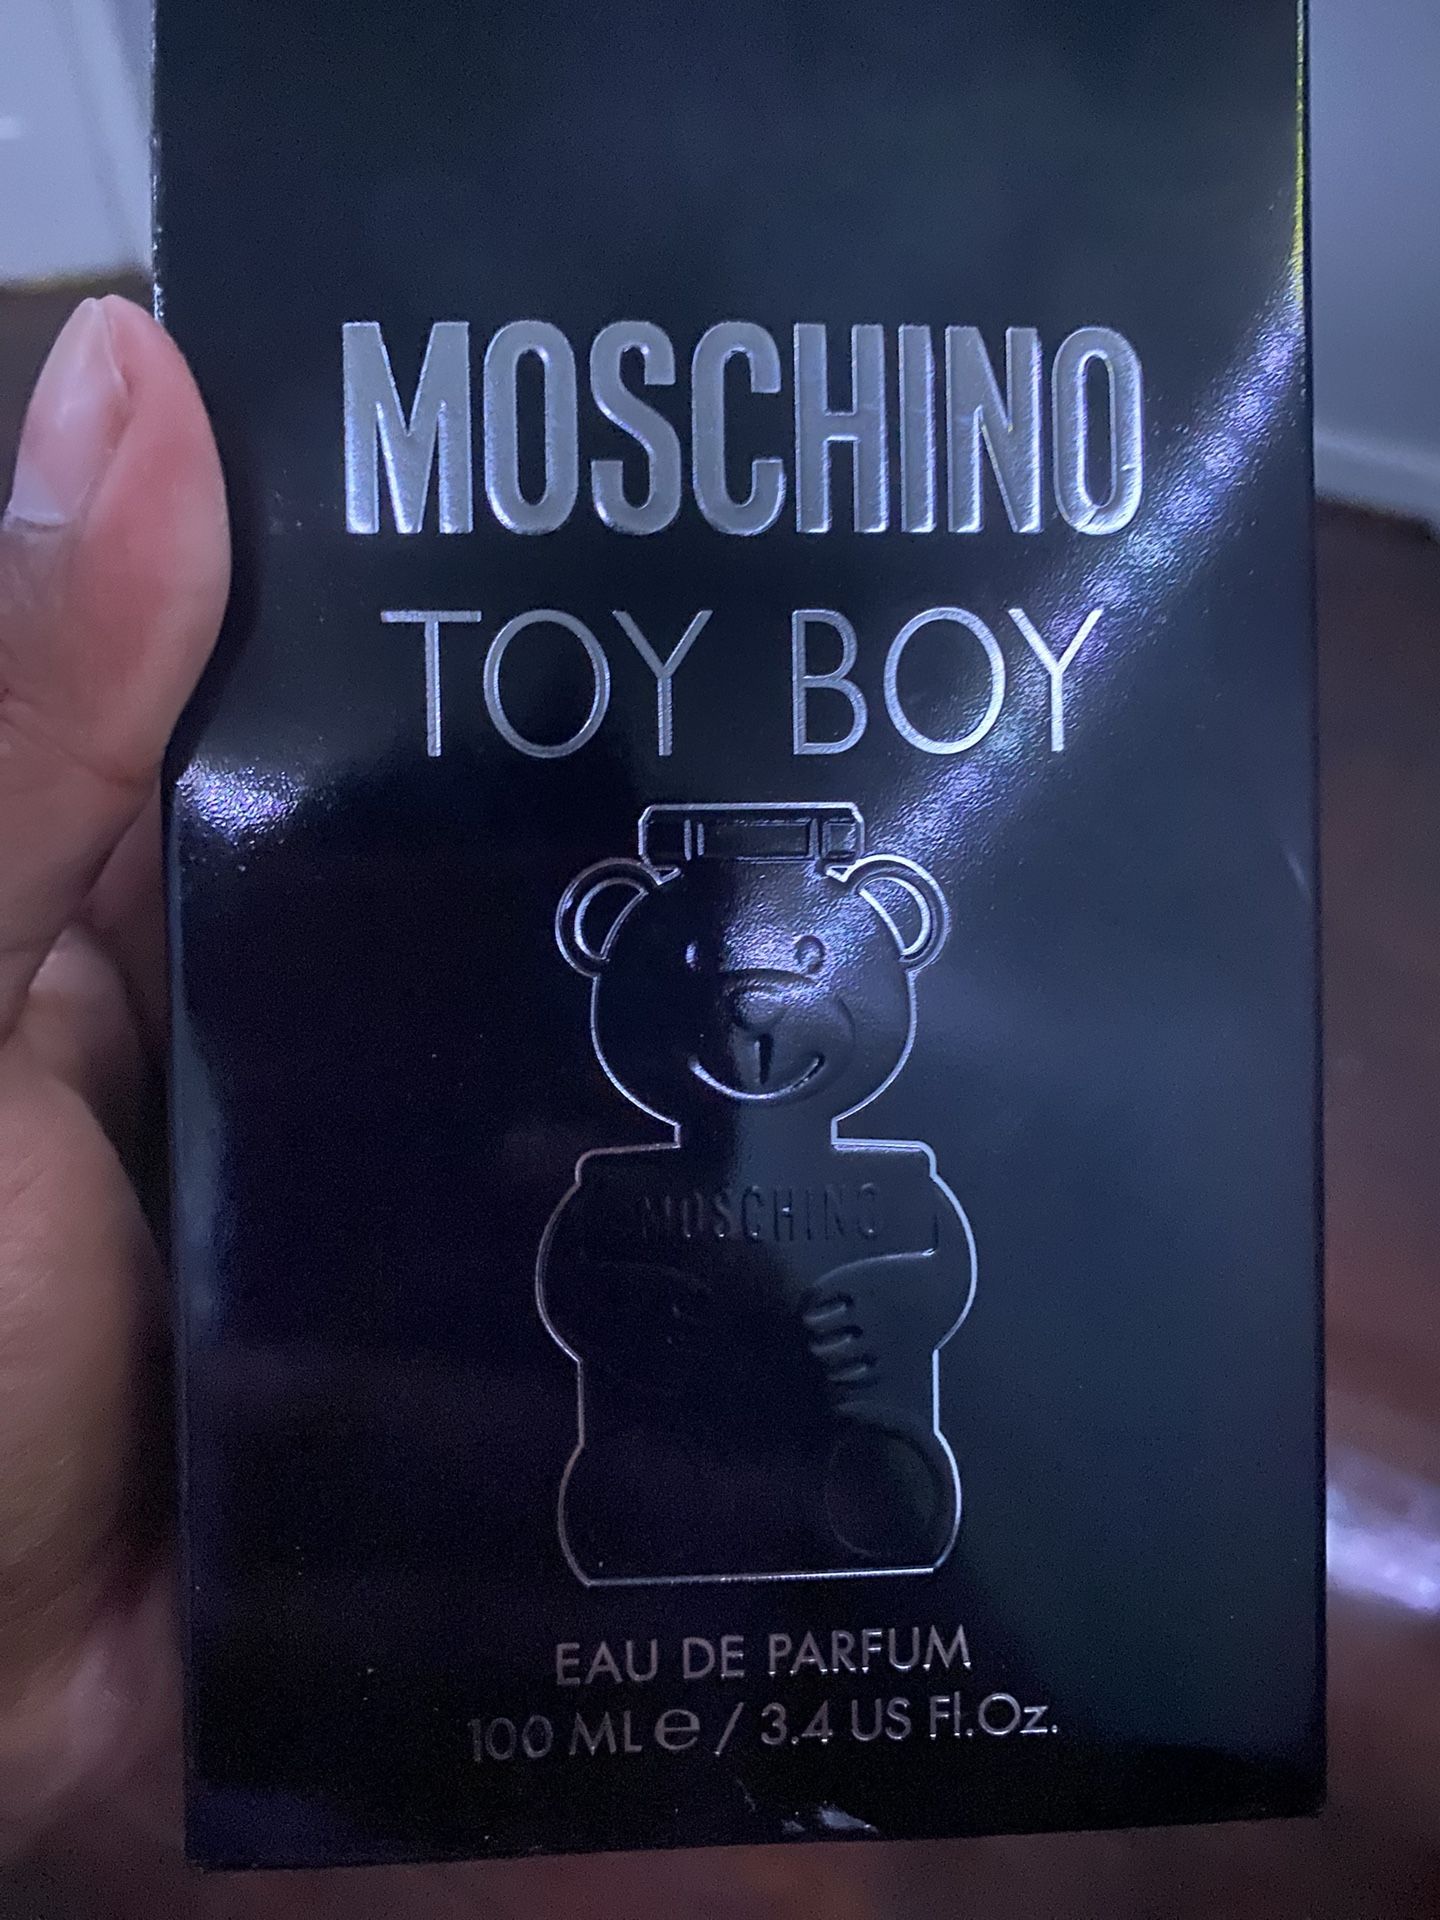 MOSCHINO
TOY BOY
MOSCHINO
EAU DE PARFUM
100 ML e / 3.4 US Fl.Oz.